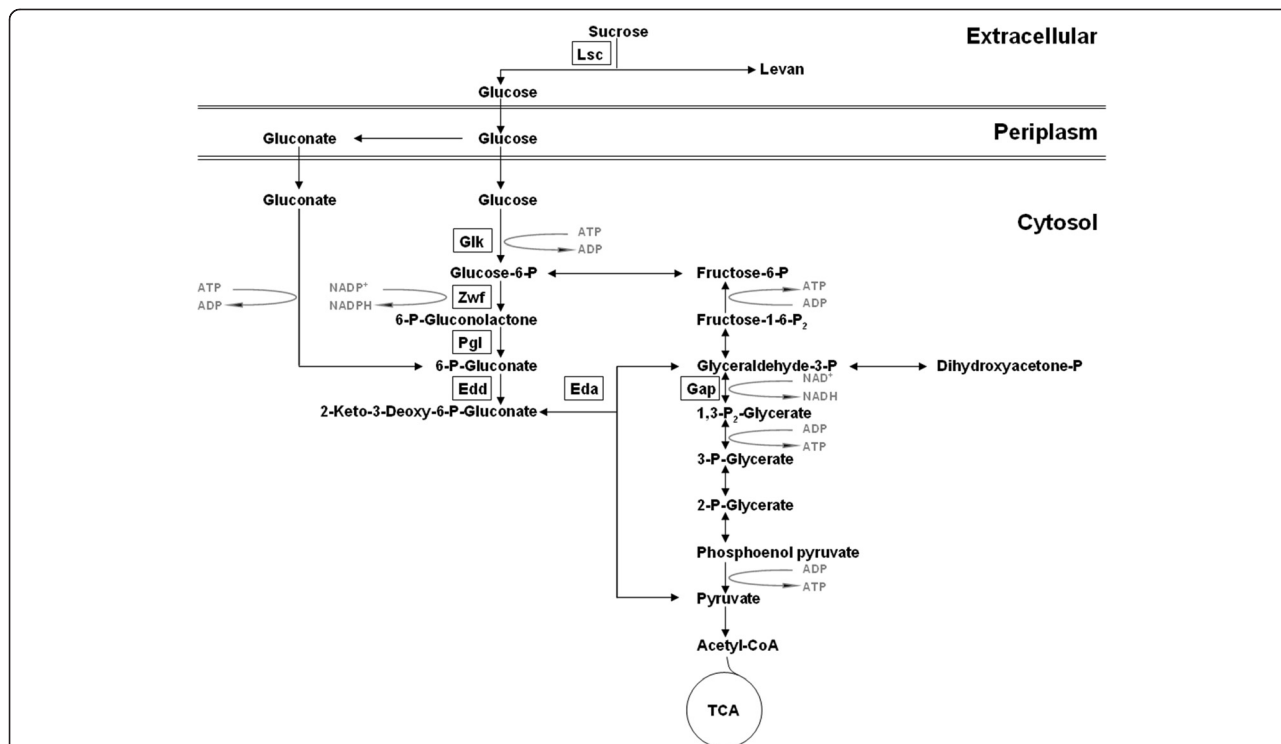 Sucrose
Extracellular
Lsc
Levan
Glucose
Periplasm
Gluconate
Glucose
Gluconate
Glucose
Cytosol
Glk
ATP
ADP
Glucose-6-P
Fructose-6-P
ATP
ADP
NADP⁺
NADPH
Zwf
ATP
ADP
6-P-Gluconolactone
Fructose-1-6-P₂
Pgl
6-P-Gluconate
Glyceraldehyde-3-P
Dihydroxyacetone-P
Edd
Eda
Gap
NAD⁺
NADH
2-Keto-3-Deoxy-6-P-Gluconate
1,3-P₂-Glycerate
ADP
ATP
3-P-Glycerate
2-P-Glycerate
Phosphoenol pyruvate
ADP
ATP
Pyruvate
Acetyl-CoA
TCA